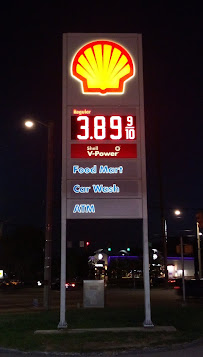 Regular
3.89 9/10
Shell
V-Power
Food Mart
Car Wash
ATM